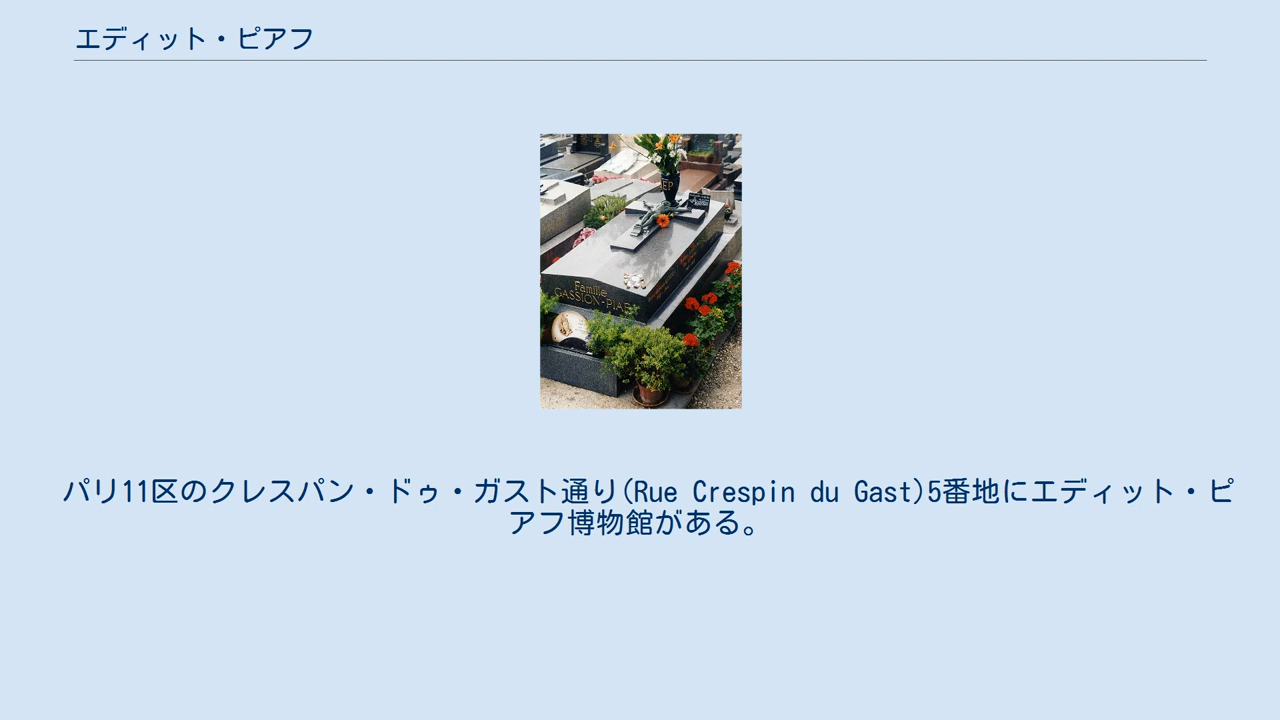 エディット・ピアフ
EP
Famille
GASSION-PIAF
パリ11区のクレスパン・ドゥ・ガスト通り(Rue Crespin du Gast)5番地にエディット・ピ
アフ博物館がある。